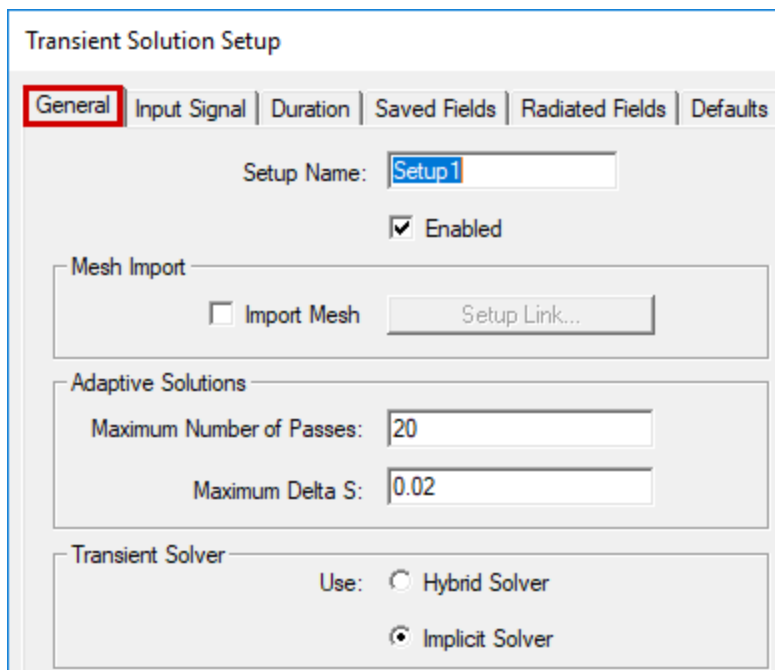 Transient Solution Setup
General Input Signal Duration Saved Fields Radiated Fields Defaults
Setup Name: Setup1
Enabled
Mesh Import
Import Mesh Setup Link...
Adaptive Solutions
Maximum Number of Passes: 20
Maximum Delta S: 0.02
Transient Solver
Use: Hybrid Solver
Implicit Solver